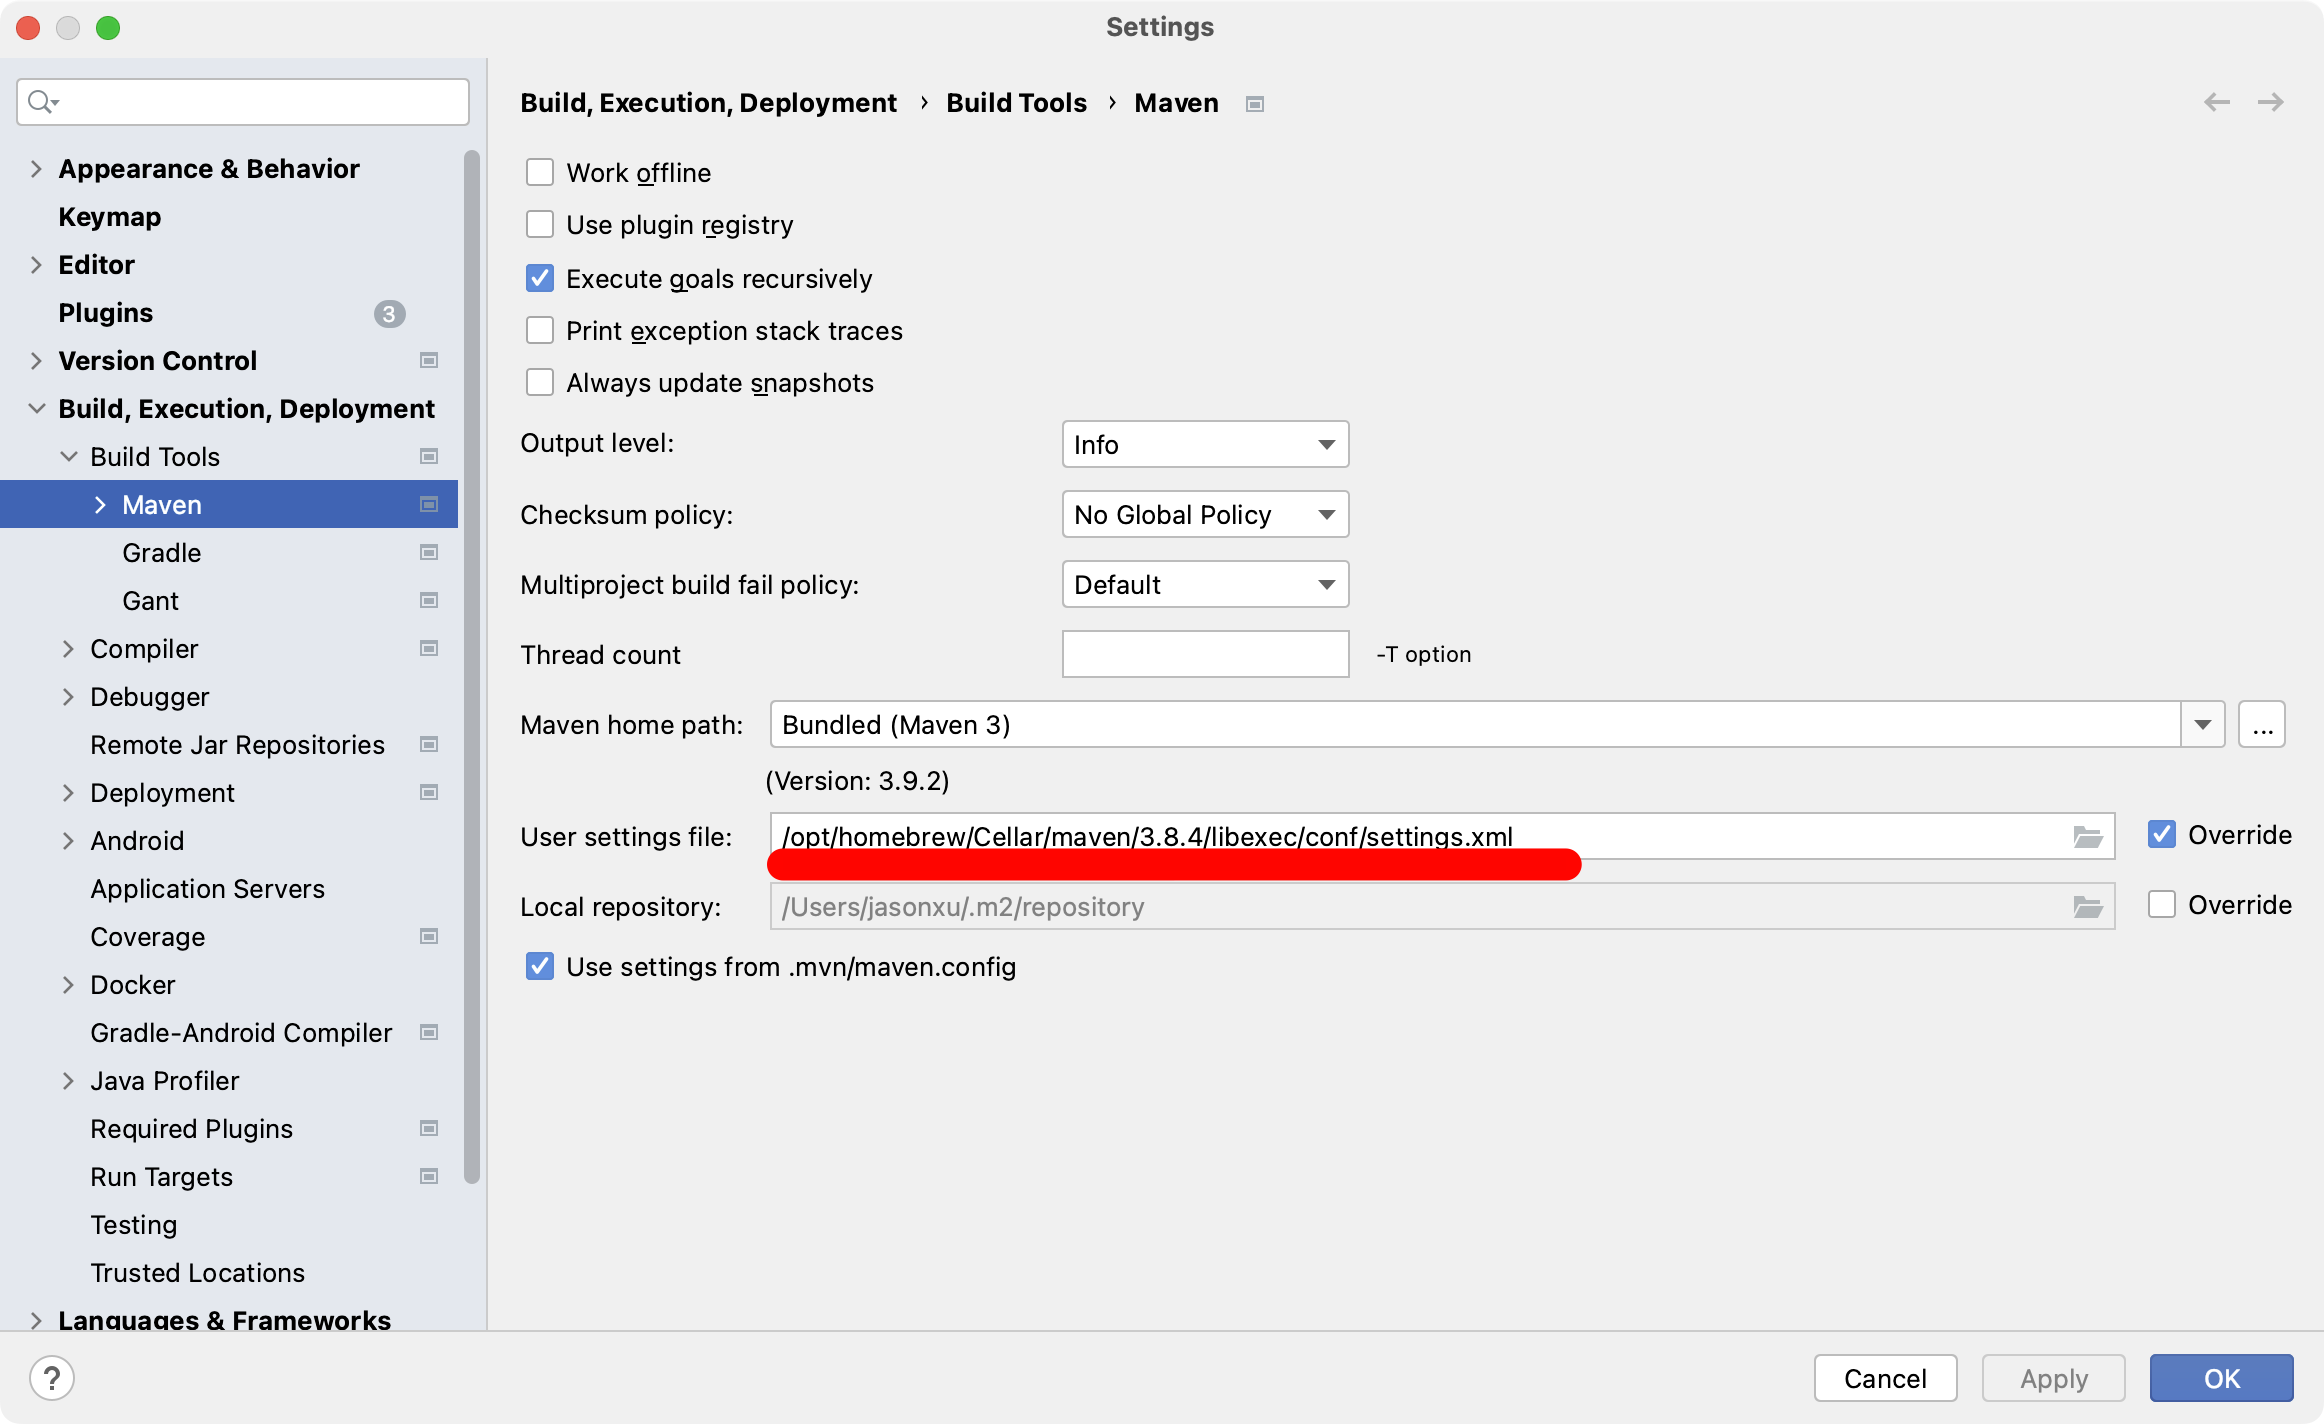 Settings
Appearance & Behavior
Keymap
Editor
Plugins 3
Version Control
Build, Execution, Deployment
Build Tools
Maven
Gradle
Gant
Compiler
Debugger
Remote Jar Repositories
Deployment
Android
Application Servers
Coverage
Docker
Gradle-Android Compiler
Java Profiler
Required Plugins
Run Targets
Testing
Trusted Locations
Languages & Frameworks
Build, Execution, Deployment › Build Tools › Maven
Work offline
Use plugin registry
Execute goals recursively
Print exception stack traces
Always update snapshots
Output level: Info
Checksum policy: No Global Policy
Multiproject build fail policy: Default
Thread count -T option
Maven home path: Bundled (Maven 3) ...
(Version: 3.9.2)
User settings file: /opt/homebrew/Cellar/maven/3.8.4/libexec/conf/settings.xml Override
Local repository: /Users/jasonxu/.m2/repository Override
Use settings from .mvn/maven.config
? Cancel Apply OK